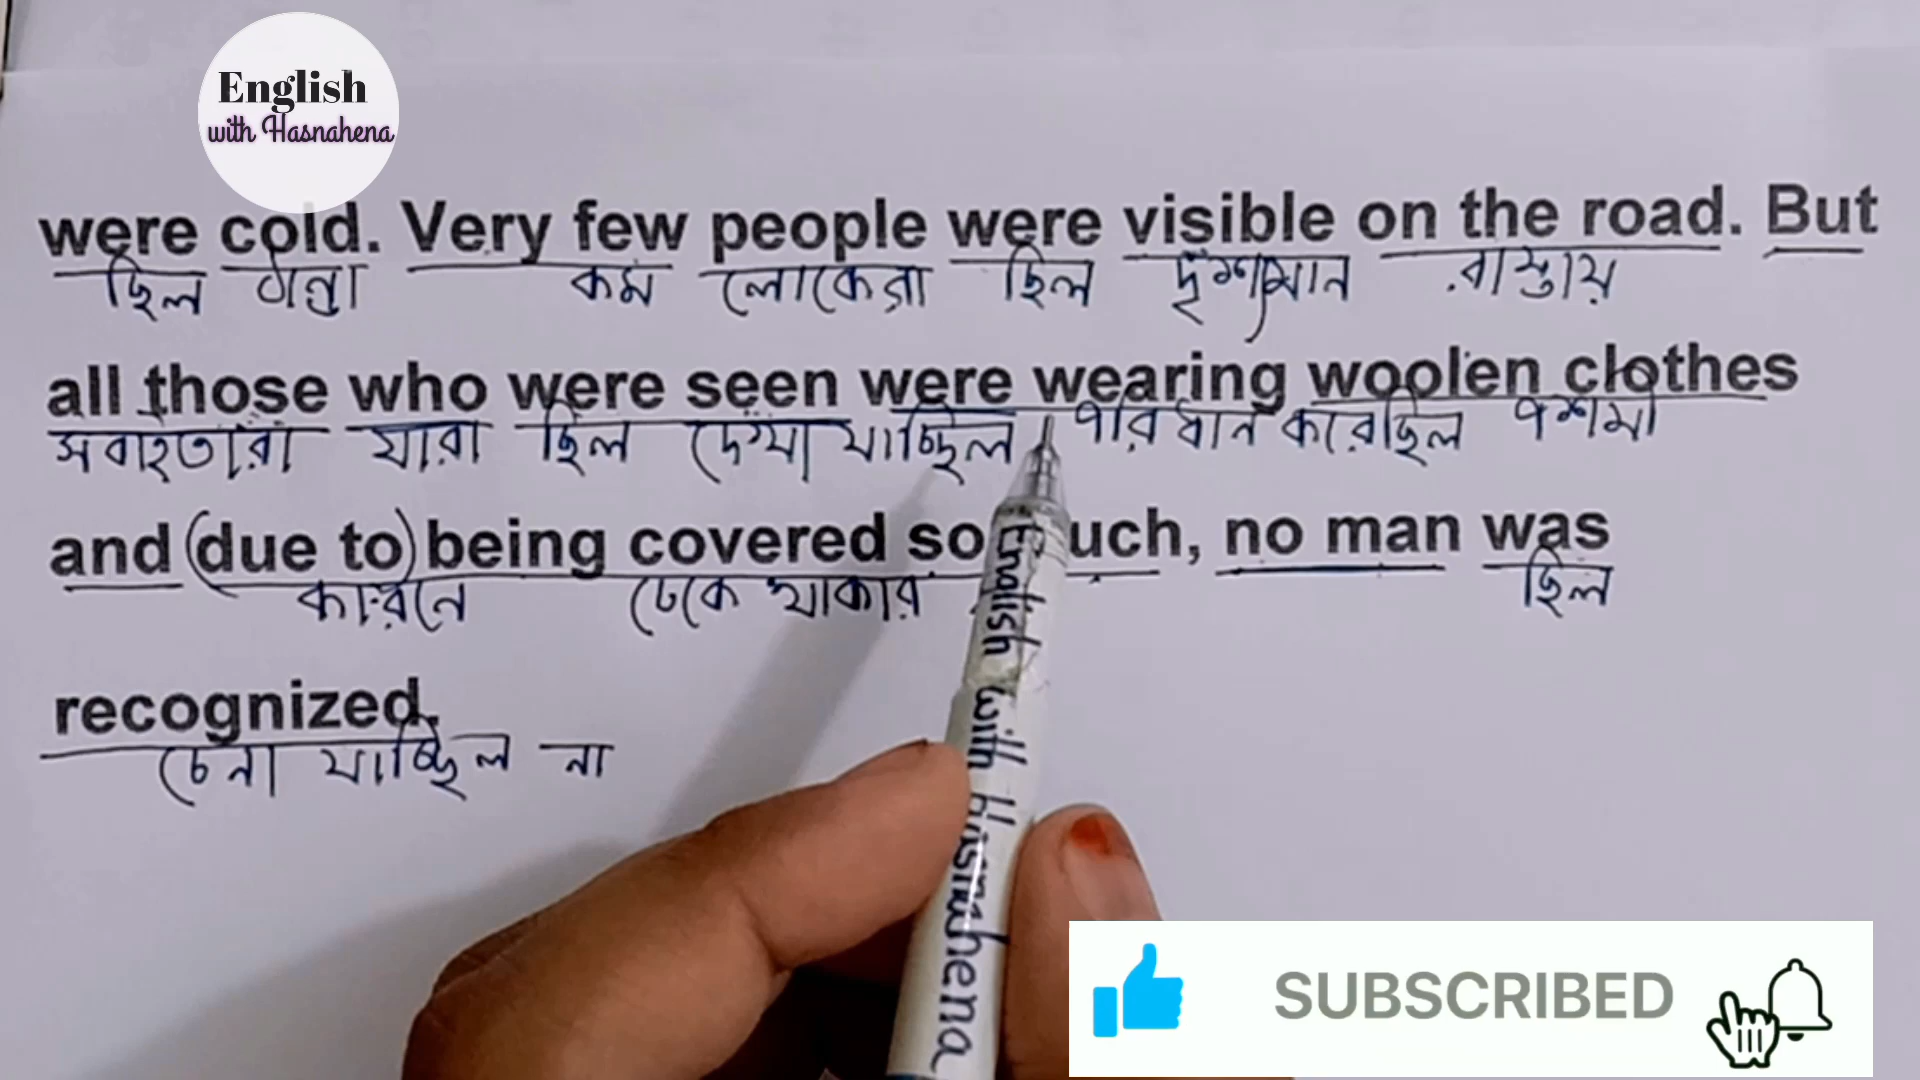 English
with Hasnahena
were cold. Very few people were visible on the road. But
ছিল ঠান্ডা কম লোকেরা ছিল দৃশ্যমান রাস্তায়
all those who were seen were wearing woolen clothes
সবাইতারা যারা ছিল দেখা যাচ্ছিল পরিধান করেছিল পশমী
and (due to) being covered so uch, no man was
কারনে ঢেকে থাকার ছিল
recognized.
চেনা যাচ্ছিল না
English with Hasnahena
SUBSCRIBED